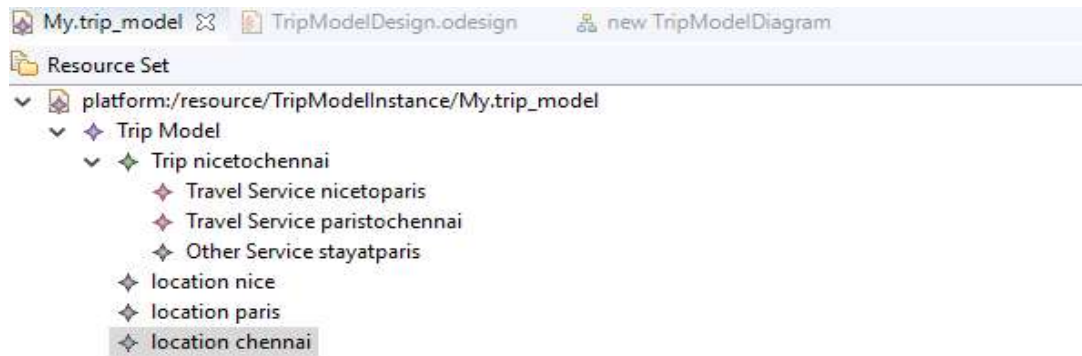 My.trip_model TripModelDesign.odesign new TripModelDiagram
Resource Set
platform:/resource/TripModelInstance/My.trip_model
Trip Model
Trip nicetochennai
Travel Service nicetoparis
Travel Service paristochennai
Other Service stayatparis
location nice
location paris
location chennai